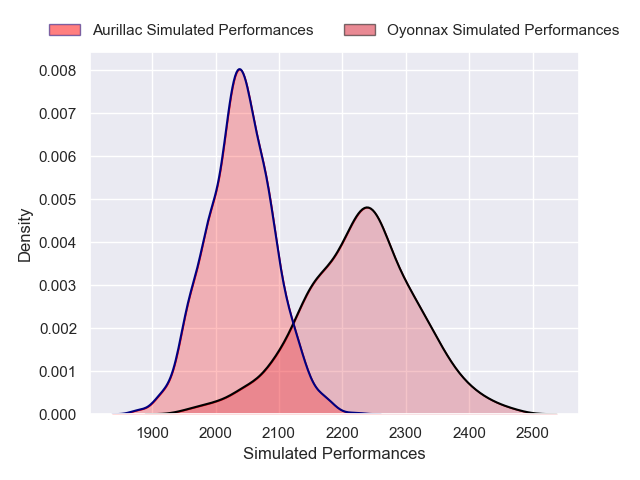 Aurillac Simulated Performances Oyonnax Simulated Performances
0.008
0.007
0.006
0.005
0.004
0.003
0.002
0.001
0.000
Density
1900 2000 2100 2200 2300 2400 2500
Simulated Performances